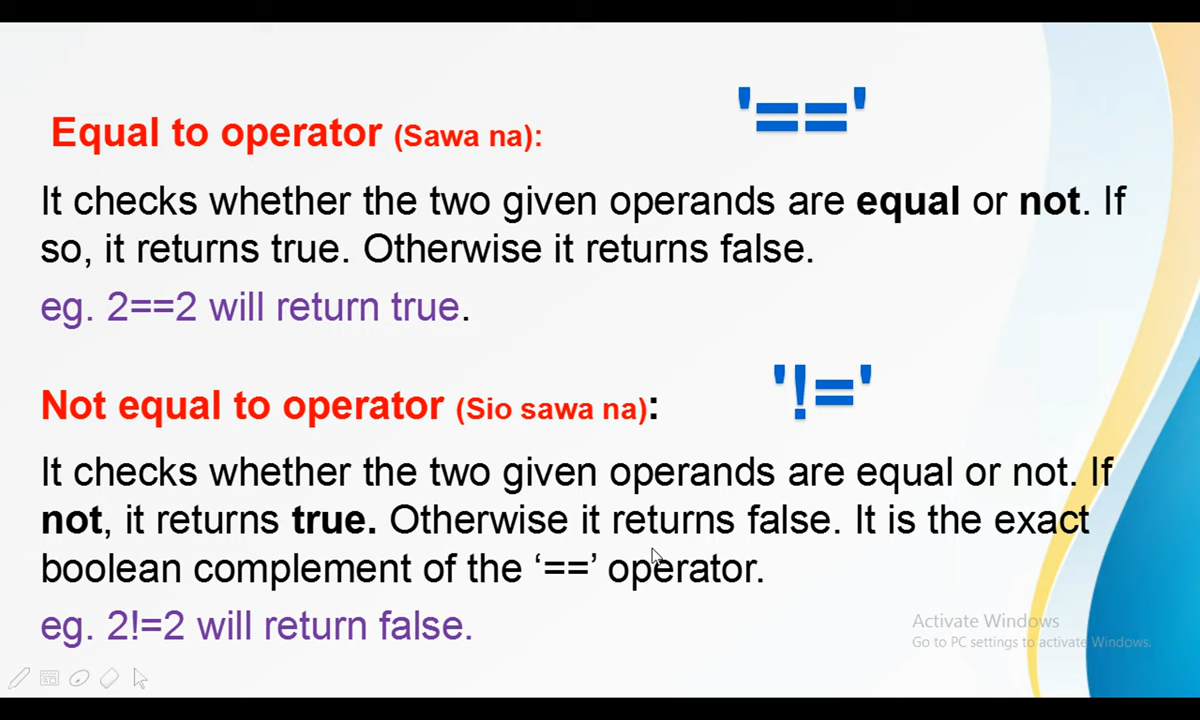 '=='
Equal to operator (Sawa na):
It checks whether the two given operands are equal or not. If
so, it returns true. Otherwise it returns false.
eg. 2==2 will return true.
'!='
Not equal to operator (Sio sawa na):
It checks whether the two given operands are equal or not. If
not, it returns true. Otherwise it returns false. It is the exact
boolean complement of the ‘==’ operator.
eg. 2!=2 will return false.
Activate Windows
Go to PC settings to activate Windows.